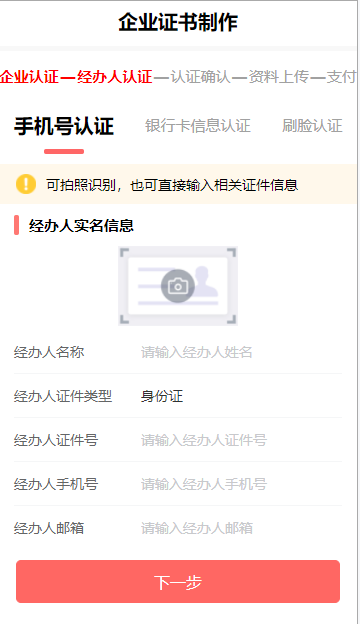 企业证书制作
企业认证—经办人认证—认证确认—资料上传—支付
手机号认证 银行卡信息认证 刷脸认证
可拍照识别，也可直接输入相关证件信息
经办人实名信息
经办人名称 请输入经办人姓名
经办人证件类型 身份证
经办人证件号 请输入经办人证件号
经办人手机号 请输入经办人手机号
经办人邮箱 请输入经办人邮箱
下一步